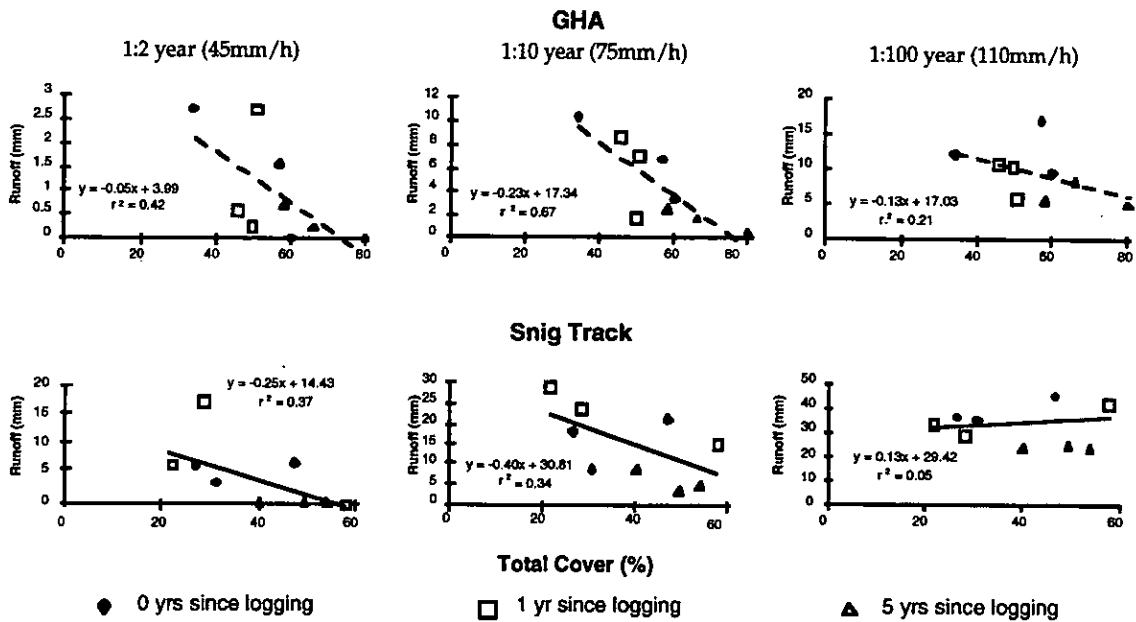 GHA
1:2 year (45mm/h)
1:10 year (75mm/h)
1:100 year (110mm/h)
Runoff (mm)
3
2.5
2
1.5
1
0.5
0
y = -0.05x + 3.99
r² = 0.42
0 20 40 60 80
Runoff (mm)
12
10
8
6
4
2
0
y = -0.23x + 17.34
r² = 0.67
0 20 40 60 80
Runoff (mm)
20
15
10
5
0
y = -0.13x + 17.03
r.² = 0.21
0 20 40 60 80
Snig Track
Runoff (mm)
20
15
10
5
0
y = -0.25x + 14.43
r² = 0.37
0 20 40 60
Runoff (mm)
30
25
20
15
10
5
0
y = -0.40x + 30.81
r² = 0.34
0 20 40 60
Runoff (mm)
50
40
30
20
10
0
y = 0.13x + 29.42
r² = 0.05
0 20 40 60
Total Cover (%)
0 yrs since logging
1 yr since logging
5 yrs since logging